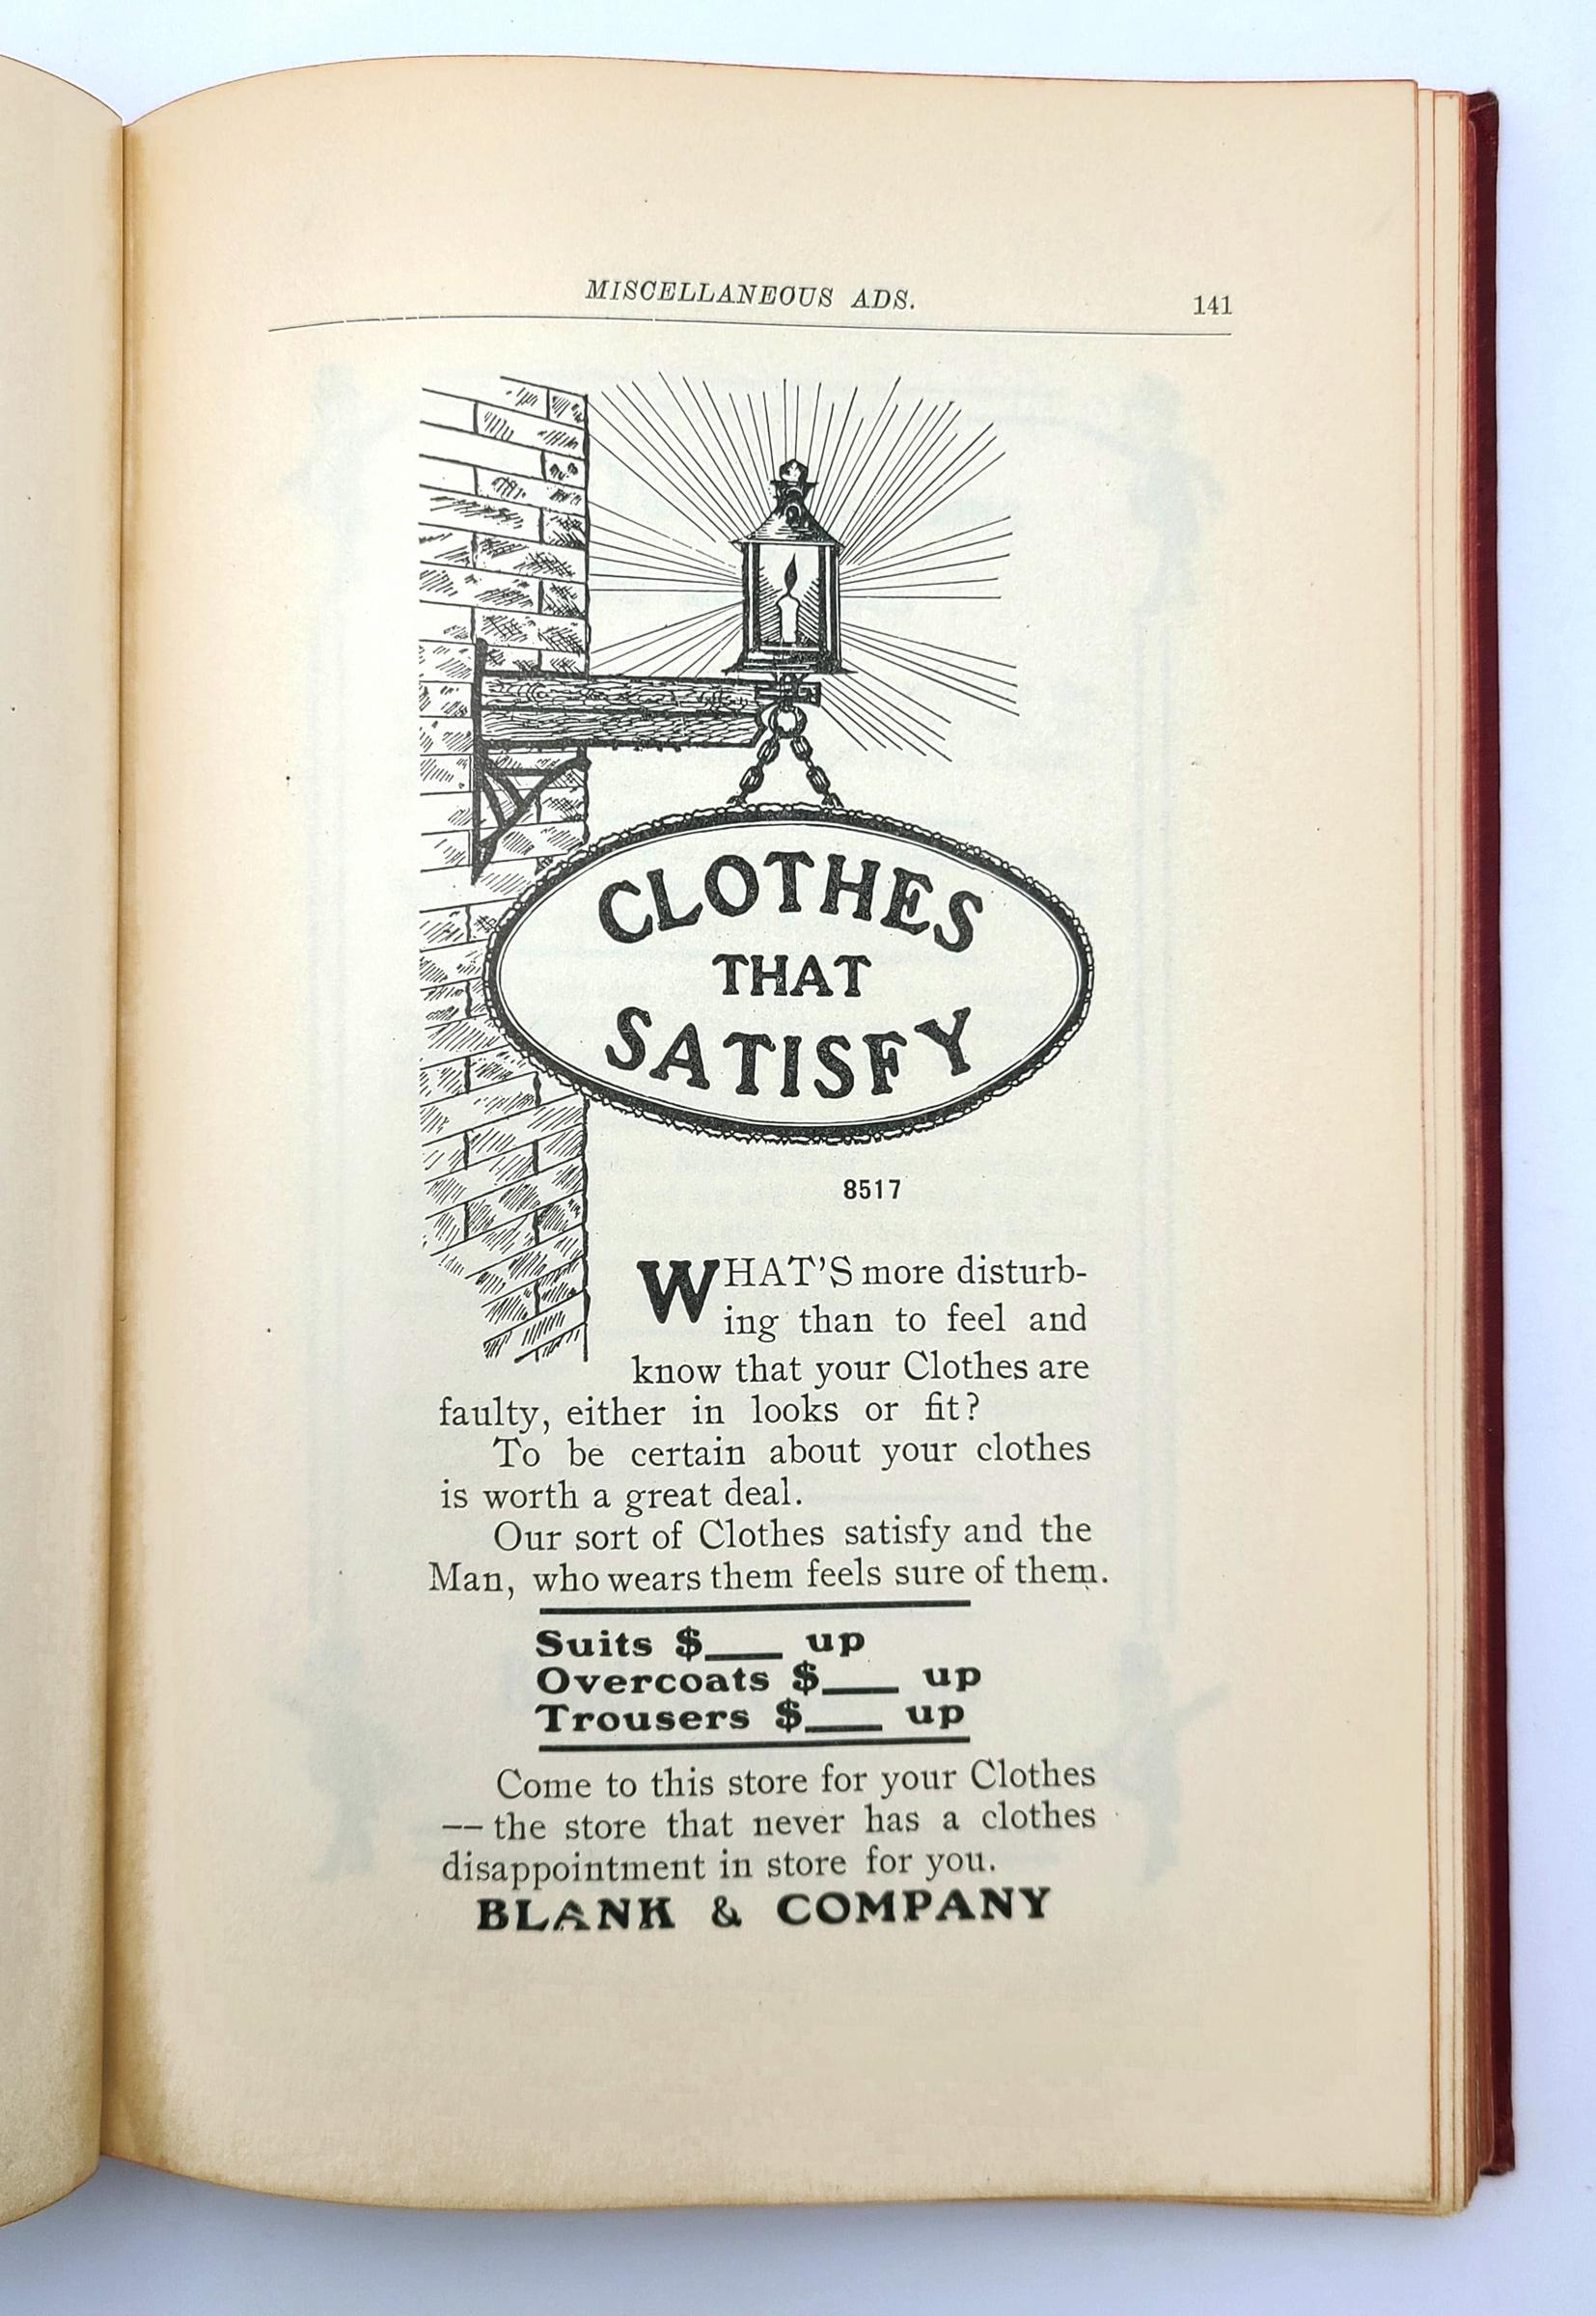 MISCELLANEOUS ADS.
141
CLOTHES
THAT
SATISFY
8517
WHAT'S more disturb-
ing than to feel and
know that your Clothes are
faulty, either in looks or fit?
To be certain about your clothes
is worth a great deal.
Our sort of Clothes satisfy and the
Man, who wears them feels sure of them.
Suits $___ up
Overcoats $___ up
Trousers $___ up
Come to this store for your Clothes
—the store that never has a clothes
disappointment in store for you.
BLANK & COMPANY